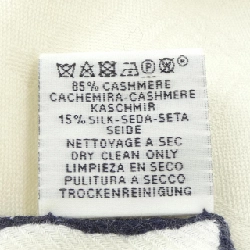 85% CASHMERE
CACHEMIRA-CASHMERE
KASCHMIR
15% SILK-SEDA-SETA
SEIDE
NETTOYAGE A SEC
DRY CLEAN ONLY
LIMPIEZA EN SECO
PULITURA A SECCO
TROCKENREINIGUNG